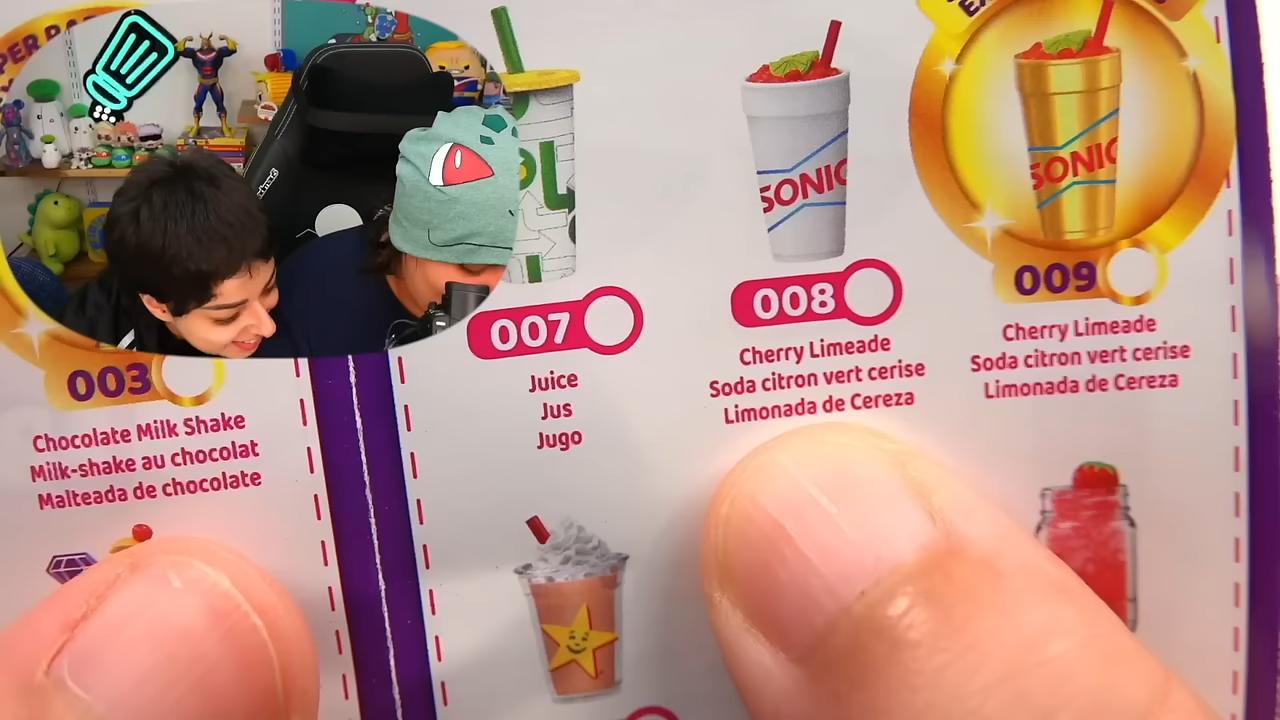 SONIC
SONIC
003
Chocolate Milk Shake
Milk-shake au chocolat
Malteada de chocolate
007
Juice
Jus
Jugo
008
Cherry Limeade
Soda citron vert cerise
Limonada de Cereza
009
Cherry Limeade
Soda citron vert cerise
Limonada de Cereza